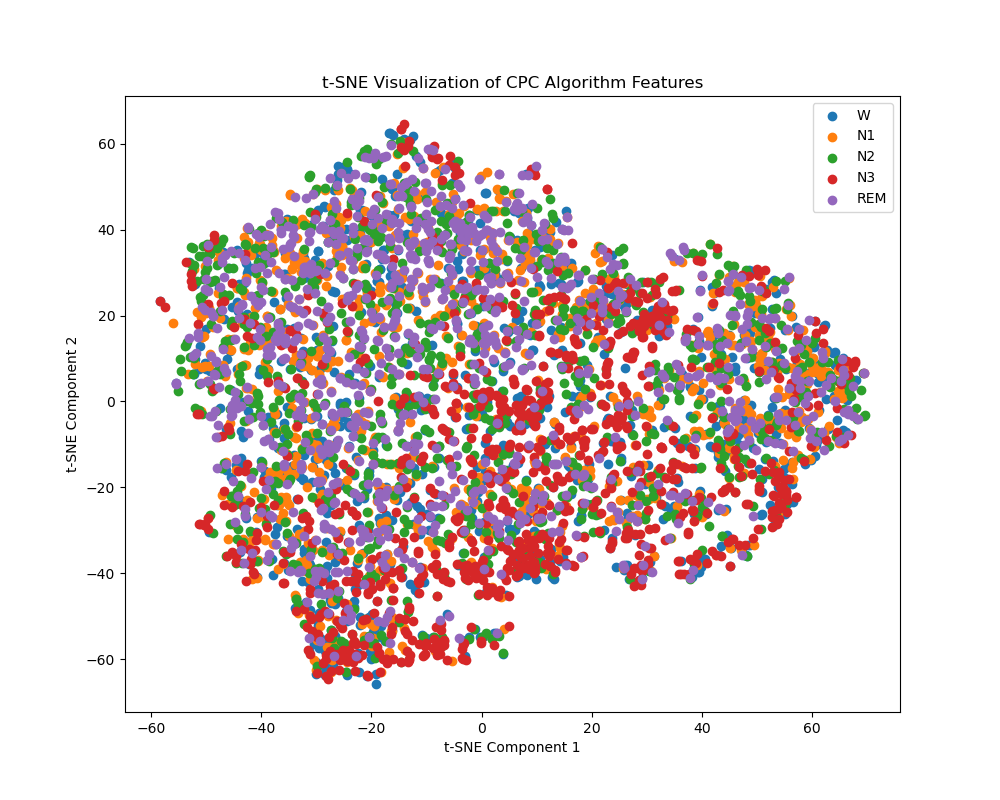 t-SNE Visualization of CPC Algorithm Features
W
N1
N2
N3
REM
60
40
20
0
−20
−40
−60
t-SNE Component 2
−60
−40
−20
0
20
40
60
t-SNE Component 1